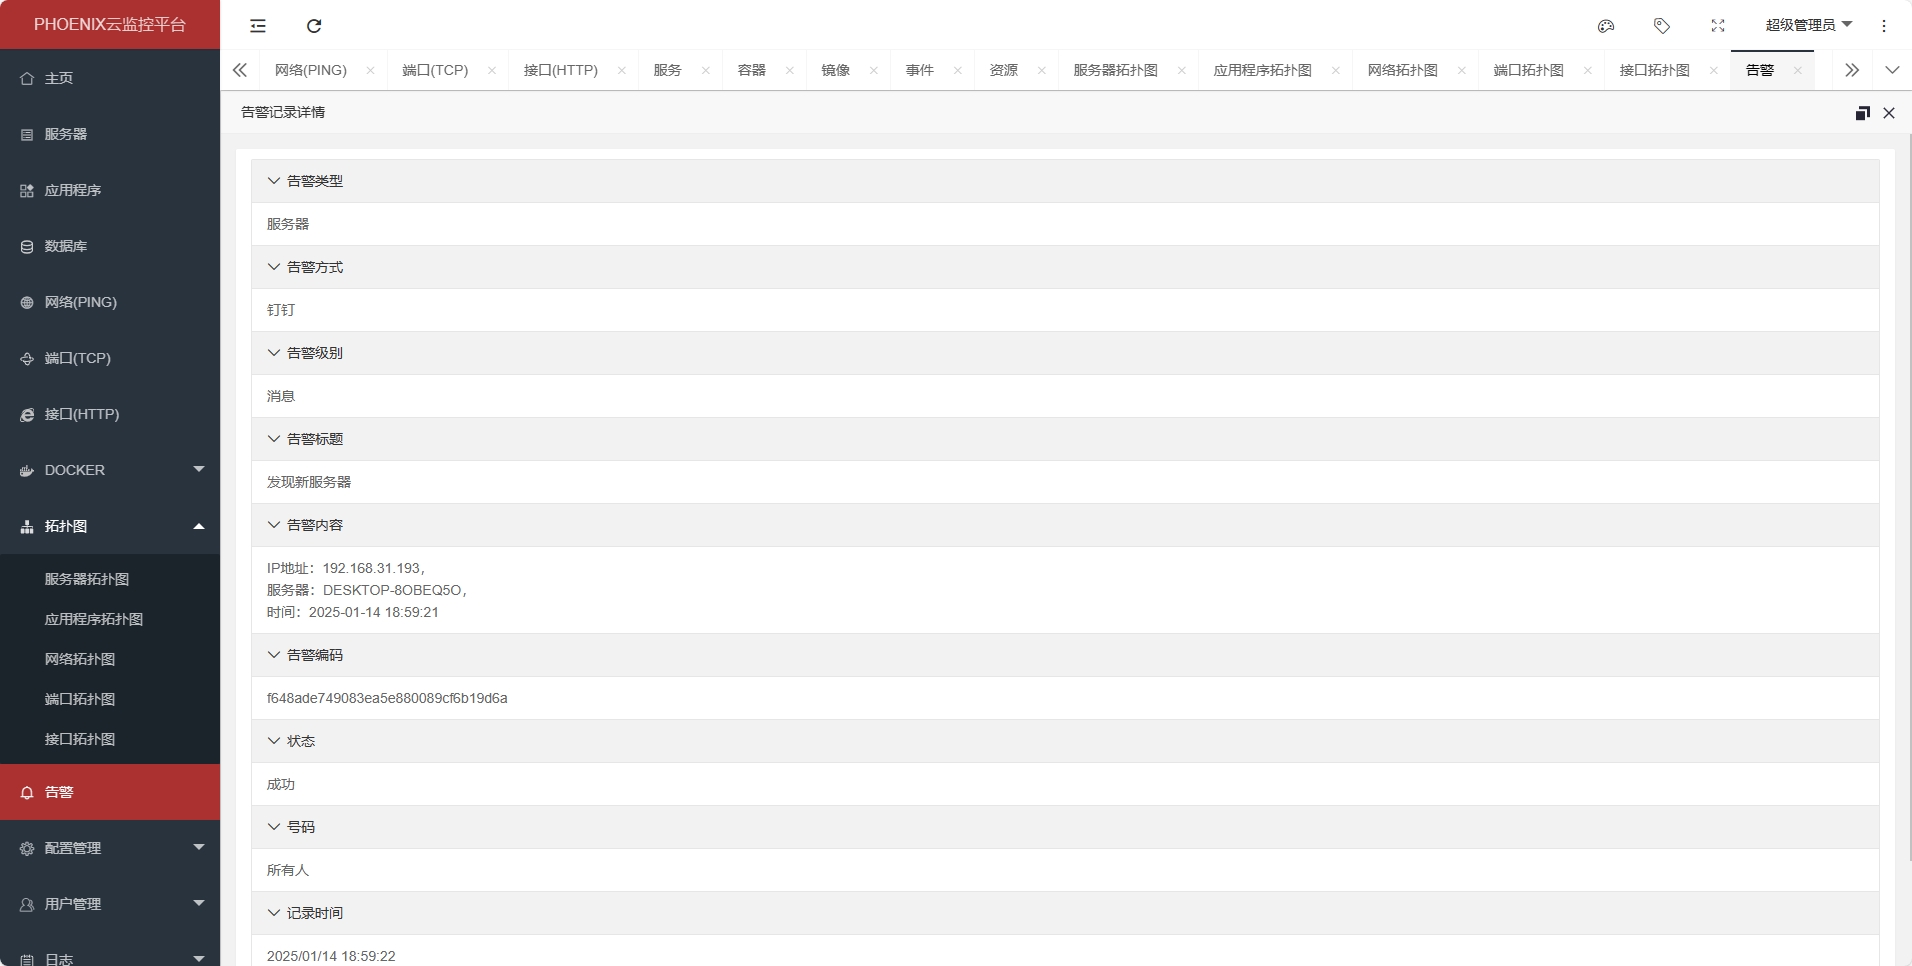 PHOENIX云监控平台
超级管理员
主页
服务器
应用程序
数据库
网络(PING)
端口(TCP)
接口(HTTP)
DOCKER
拓扑图
服务器拓扑图
应用程序拓扑图
网络拓扑图
端口拓扑图
接口拓扑图
告警
配置管理
用户管理
日志
网络(PING)
端口(TCP)
接口(HTTP)
服务
容器
镜像
事件
资源
服务器拓扑图
应用程序拓扑图
网络拓扑图
端口拓扑图
接口拓扑图
告警
告警记录详情
告警类型
服务器
告警方式
钉钉
告警级别
消息
告警标题
发现新服务器
告警内容
IP地址：192.168.31.193，
服务器：DESKTOP-8OBEQ5O，
时间：2025-01-14 18:59:21
告警编码
f648ade749083ea5e880089cf6b19d6a
状态
成功
号码
所有人
记录时间
2025/01/14 18:59:22